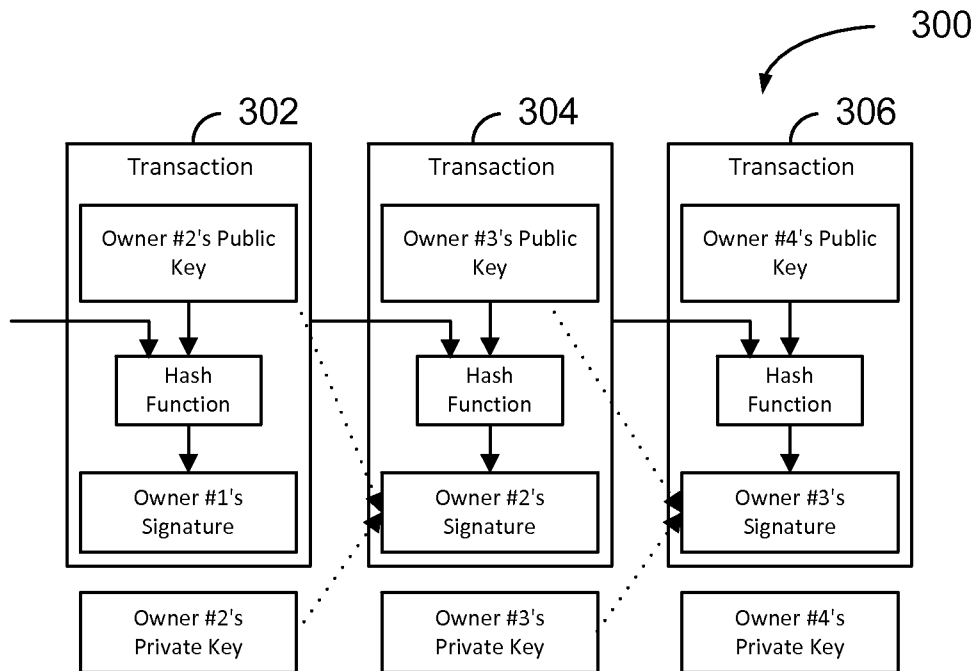 300
302
304
306
Transaction
Transaction
Transaction
Owner #2's Public
Key
Owner #3's Public
Key
Owner #4's Public
Key
Hash
Function
Hash
Function
Hash
Function
Owner #1's
Signature
Owner #2's
Signature
Owner #3's
Signature
Owner #2's
Private Key
Owner #3's
Private Key
Owner #4's
Private Key